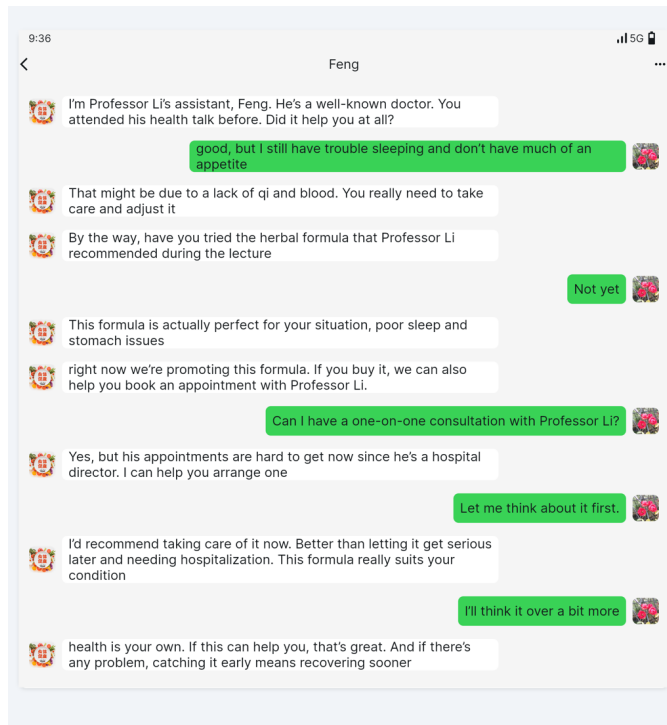 9:36
5G
Feng
I'm Professor Li's assistant, Feng. He's a well-known doctor. You
attended his health talk before. Did it help you at all?
good, but I still have trouble sleeping and don't have much of an
appetite
That might be due to a lack of qi and blood. You really need to take
care and adjust it
By the way, have you tried the herbal formula that Professor Li
recommended during the lecture
Not yet
This formula is actually perfect for your situation, poor sleep and
stomach issues
right now we're promoting this formula. If you buy it, we can also
help you book an appointment with Professor Li.
Can I have a one-on-one consultation with Professor Li?
Yes, but his appointments are hard to get now since he's a hospital
director. I can help you arrange one
Let me think about it first.
I'd recommend taking care of it now. Better than letting it get serious
later and needing hospitalization. This formula really suits your
condition
I'll think it over a bit more
health is your own. If this can help you, that's great. And if there's
any problem, catching it early means recovering sooner